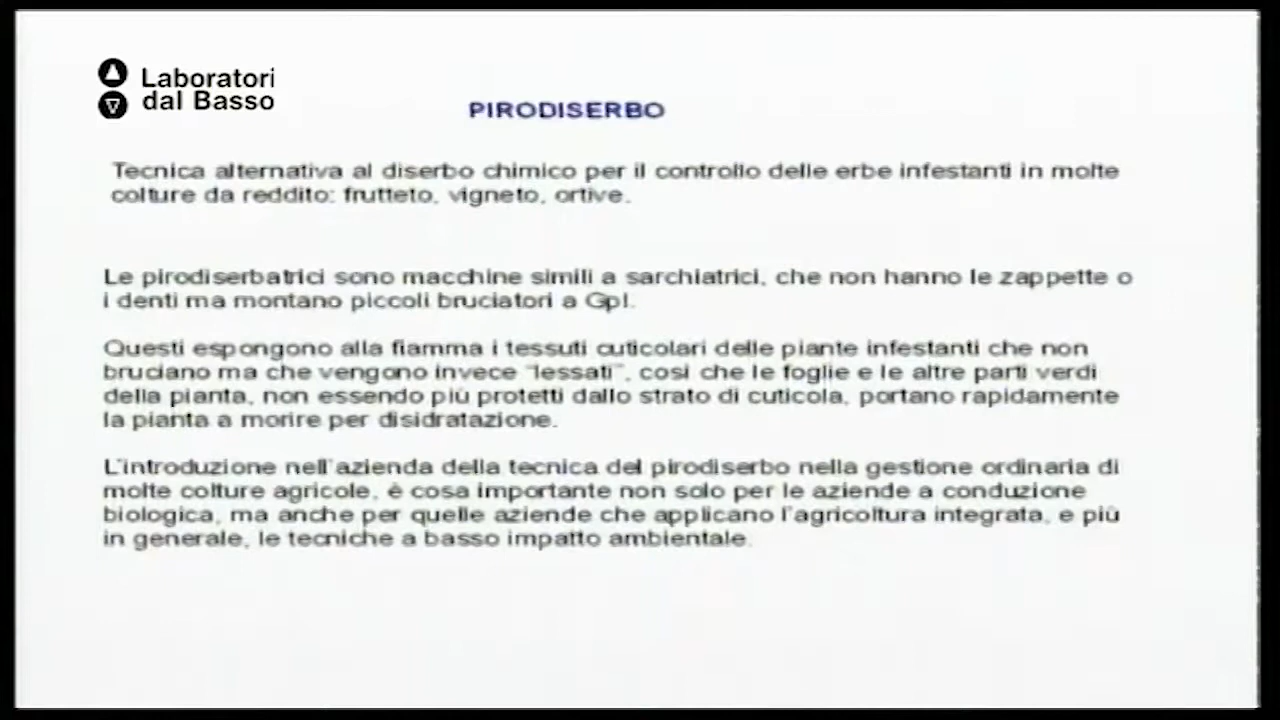 Laboratori
dal Basso
PIRODISERBO
Tecnica alternativa al diserbo chimico per il controllo delle erbe infestanti in molte
colture da reddito: frutteto, vigneto, ortive.
Le pirodiserbatrici sono macchine simili a sarchiatrici, che non hanno le zappette o
i denti ma montano piccoli bruciatori a Gpl.
Questi espongono alla fiamma i tessuti cuticolari delle piante infestanti che non
bruciano ma che vengono invece "lessati", così che le foglie e le altre parti verdi
della pianta, non essendo più protetti dallo strato di cuticola, portano rapidamente
la pianta a morire per disidratazione.
L'introduzione nell'azienda della tecnica del pirodiserbo nella gestione ordinaria di
molte colture agricole, è cosa importante non solo per le aziende a conduzione
biologica, ma anche per quelle aziende che applicano l'agricoltura integrata, e più
in generale, le tecniche a basso impatto ambientale.